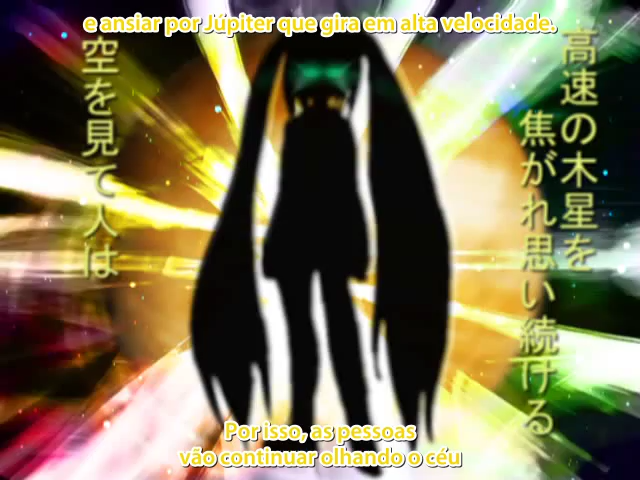 e ansiar por Júpiter que gira em alta velocidade.
高速の木星を
焦がれ思い続ける
空を見て人は
Por isso, as pessoas
vão continuar olhando o céu